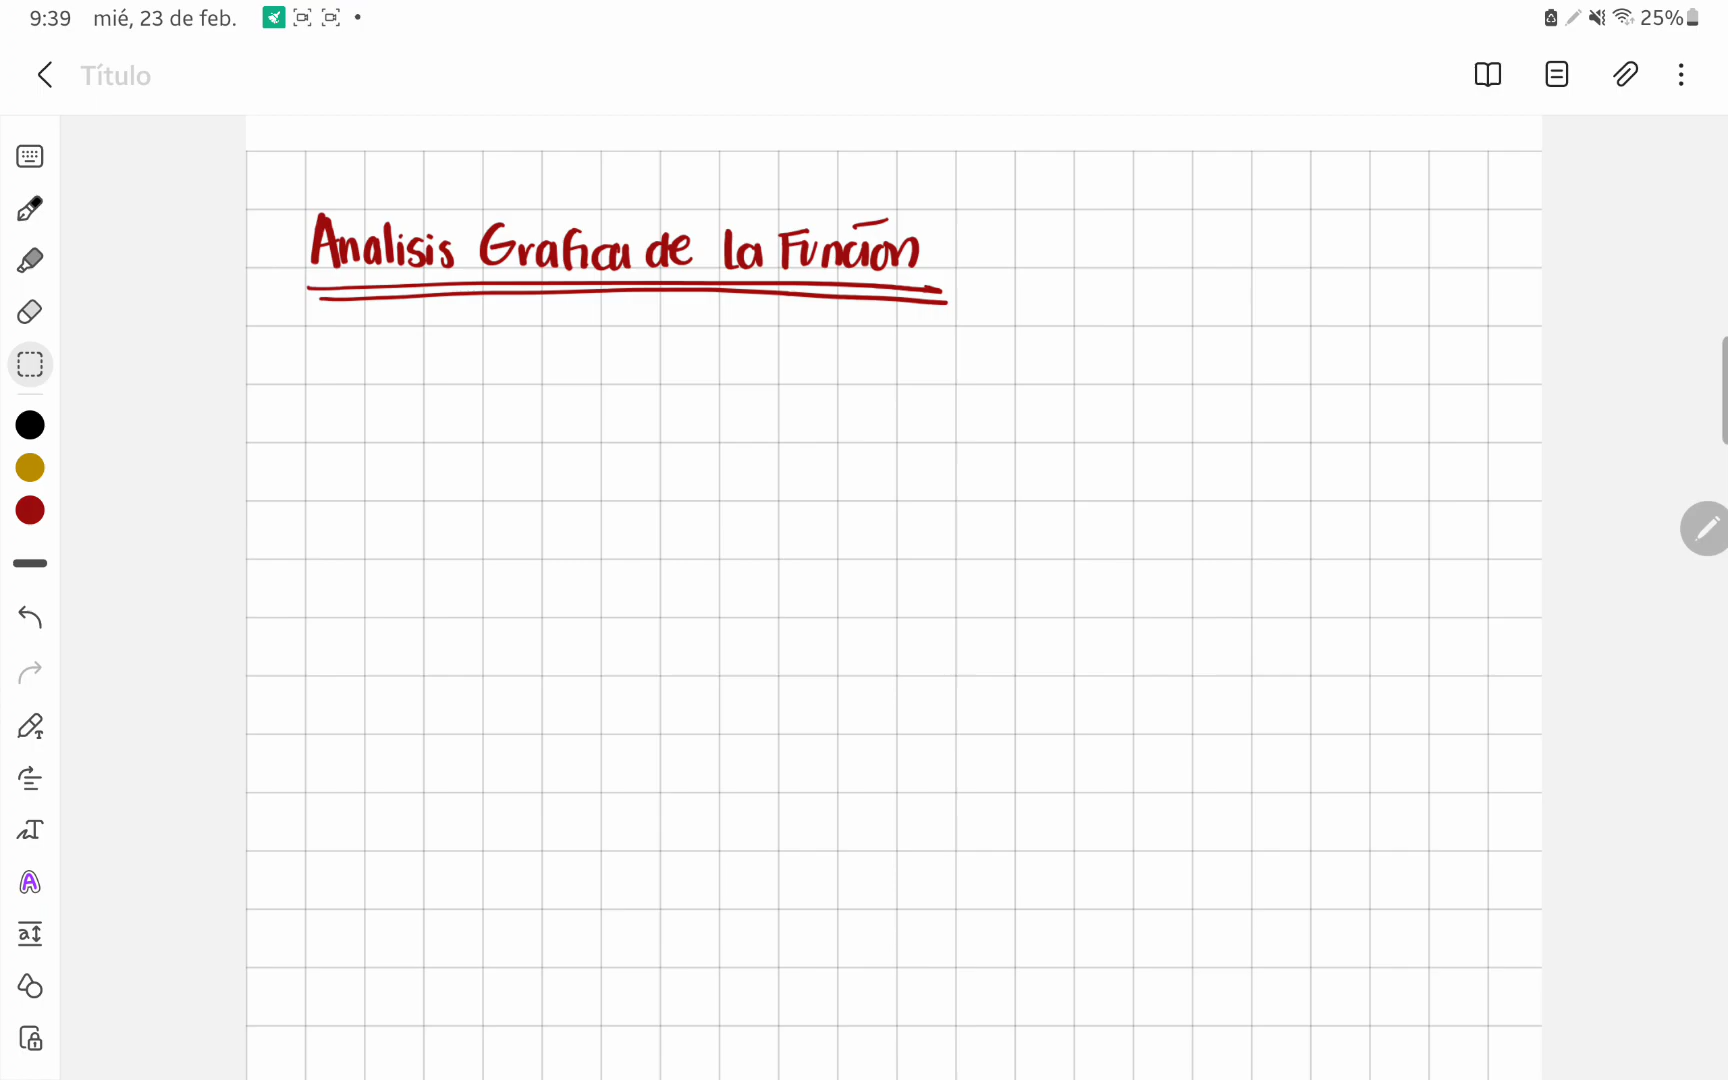 9:39 mié, 23 de feb.
25%
Título
Analisis Grafica de la Función